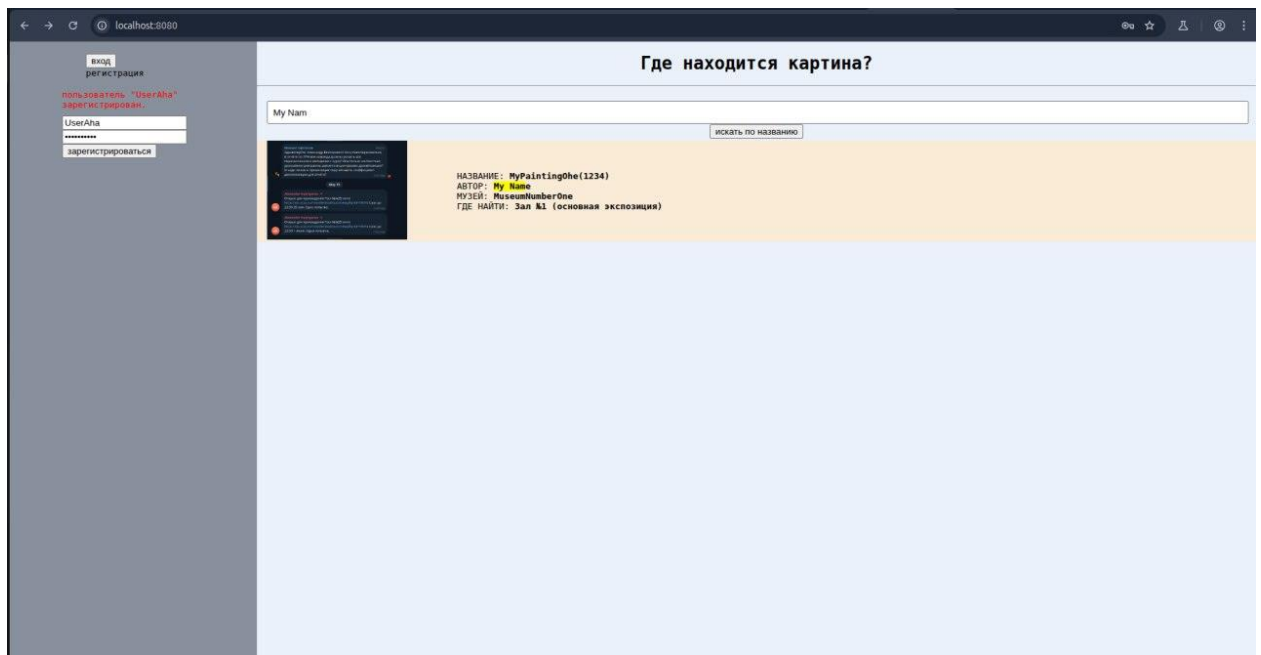 localhost:8080
вход
регистрация
пользователь "UserAha"
зарегистрирован.
UserAha
••••••••••
зарегистрироваться
Где находится картина?
My Nam
искать по названию
НАЗВАНИЕ: MyPaintingOhe(1234)
АВТОР: My Name
МУЗЕЙ: MuseumNumberOne
ГДЕ НАЙТИ: Зал №1 (основная экспозиция)